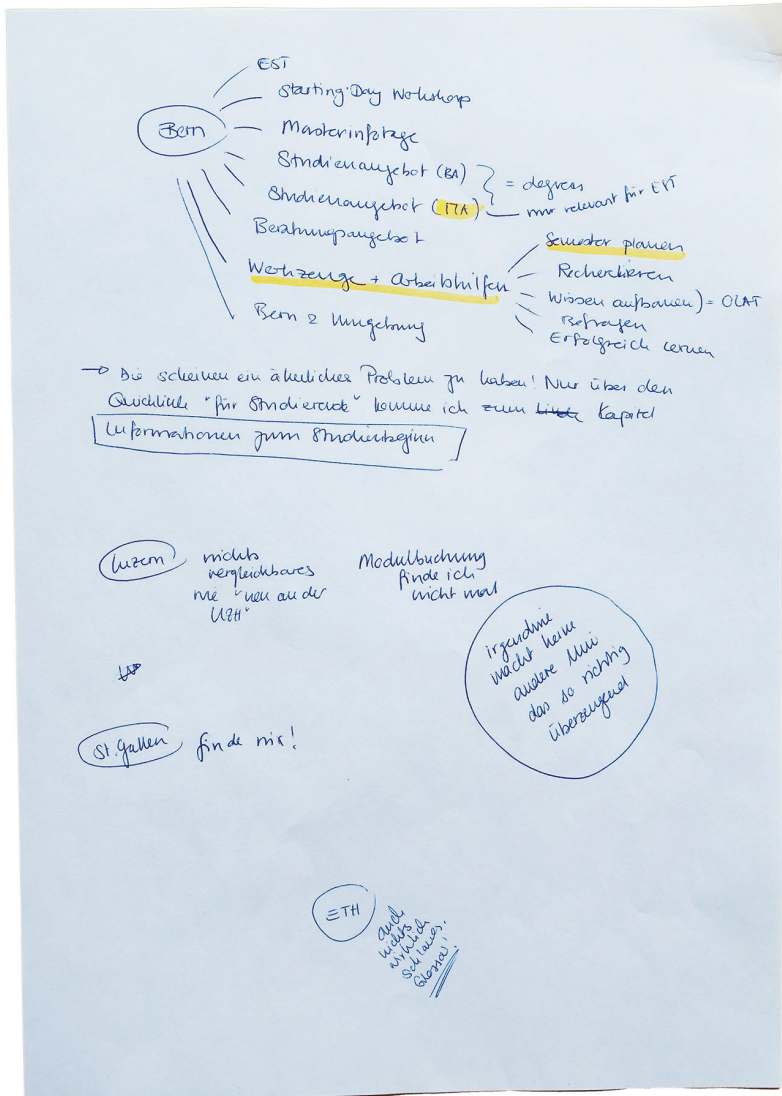 EST
Starting-Day Workshop
Bern
Masterinfotage
Studienangebot (BA)
= degrees
Studienangebot (MA)
nur relevant für EST
Beratungsangebot
Werkzeuge + Arbeitshilfen
Semester planen
Recherchieren
Wissen aufbauen) = OLAT
Befragen
Erfolgreich lernen
Bern & Umgebung
→ Die scheinen ein ähnliches Problem zu haben! Nur über den
Quicklink "für Studierende" komme ich zum Kapitel
Informationen zum Studienbeginn
Luzern
nichts
vergleichbares
wie "neu an der
UZH"
Modulbuchung
finde ich
nicht mal
irgendwie
macht keine
andere Uni
das so richtig
überzeugend
St. Gallen
finde nix!
ETH
auch
nichts
wirklich
schlaues.
Glossar!